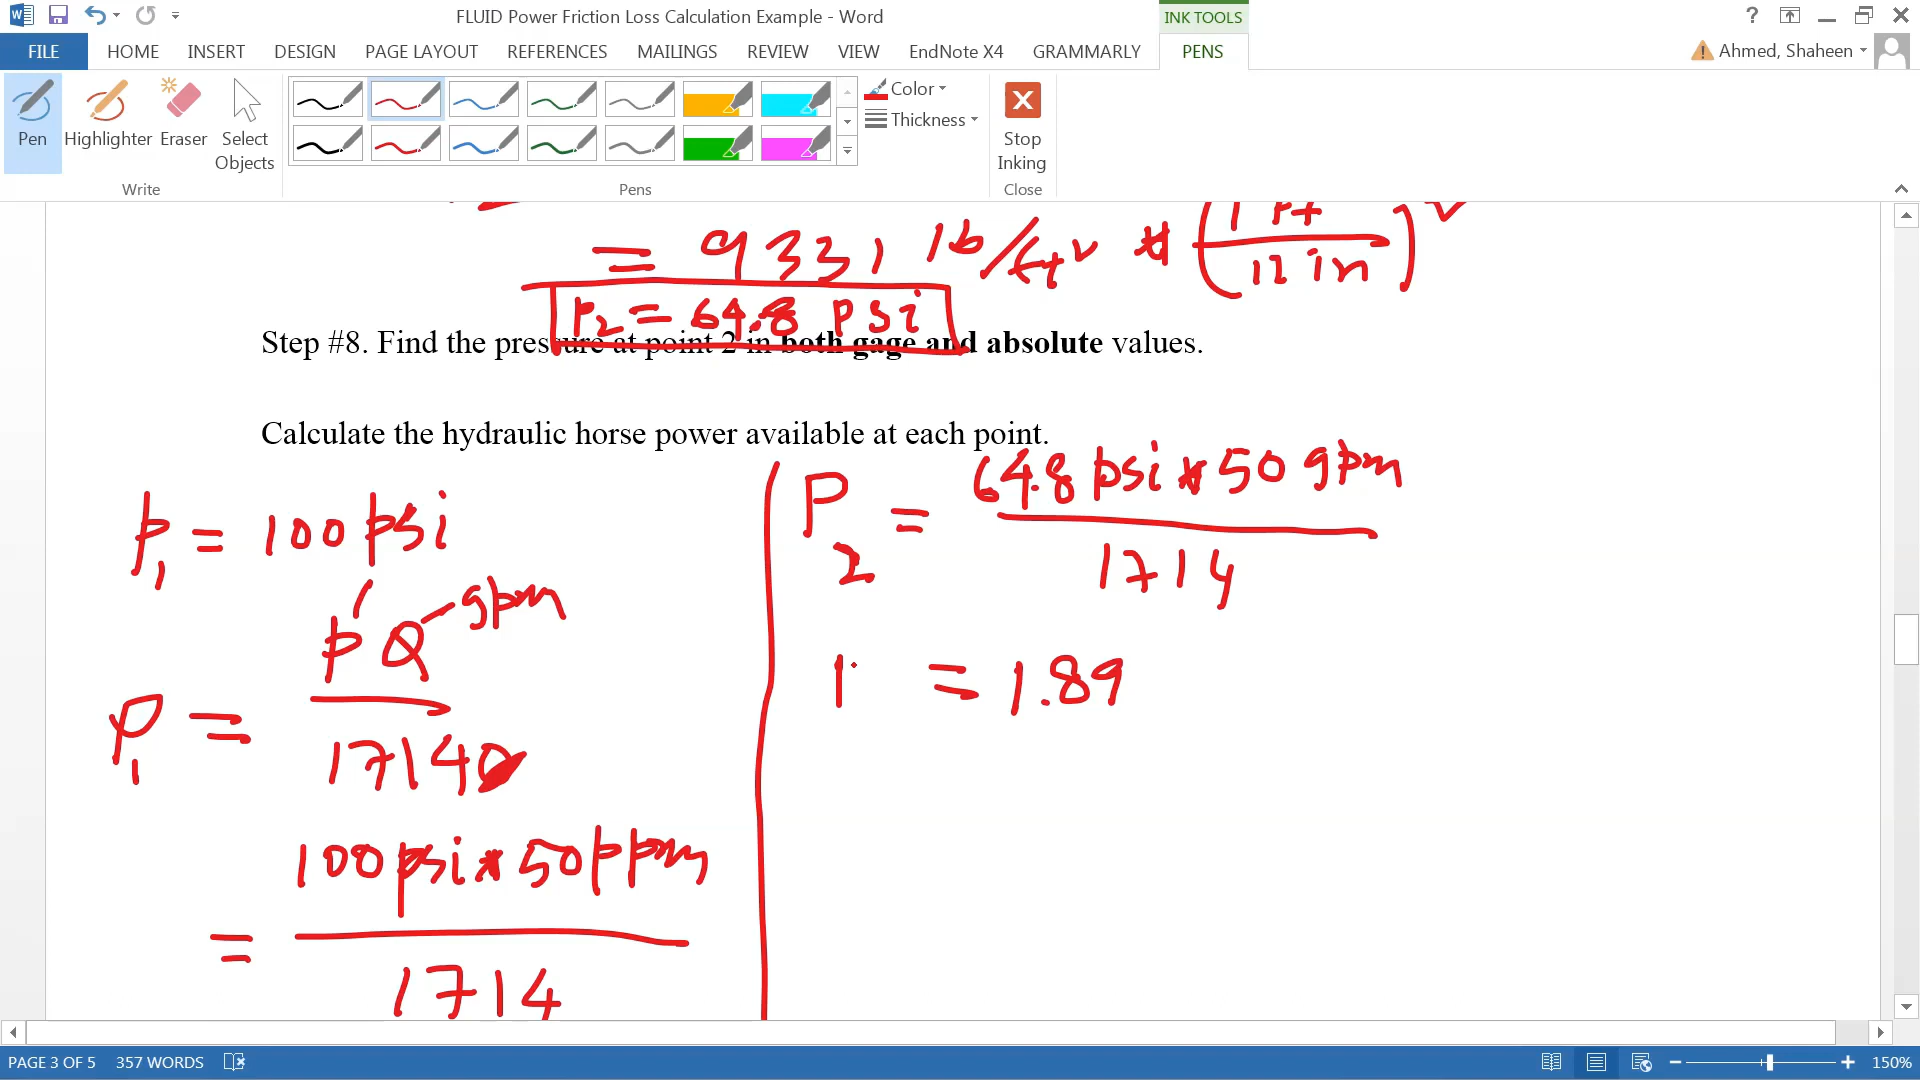 FLUID Power Friction Loss Calculation Example - Word
INK TOOLS
FILE HOME INSERT DESIGN PAGE LAYOUT REFERENCES MAILINGS REVIEW VIEW EndNote X4 GRAMMARLY PENS
Ahmed, Shaheen
Pen Highlighter Eraser Select Objects
Color
Thickness
Stop Inking
Write Pens Close
= 9331 lb/ft² * (1 ft / 12 in)²
P2 = 64.8 psi
Step #8. Find the pressure at point 2 in both gage and absolute values.
Calculate the hydraulic horse power available at each point.
p1 = 100 psi
P1 = pQ / 1714
gpm
= 100 psi * 50 / 1714
P2 = 64.8 psi * 50 gpm / 1714
= 1.89
PAGE 3 OF 5 357 WORDS 150%